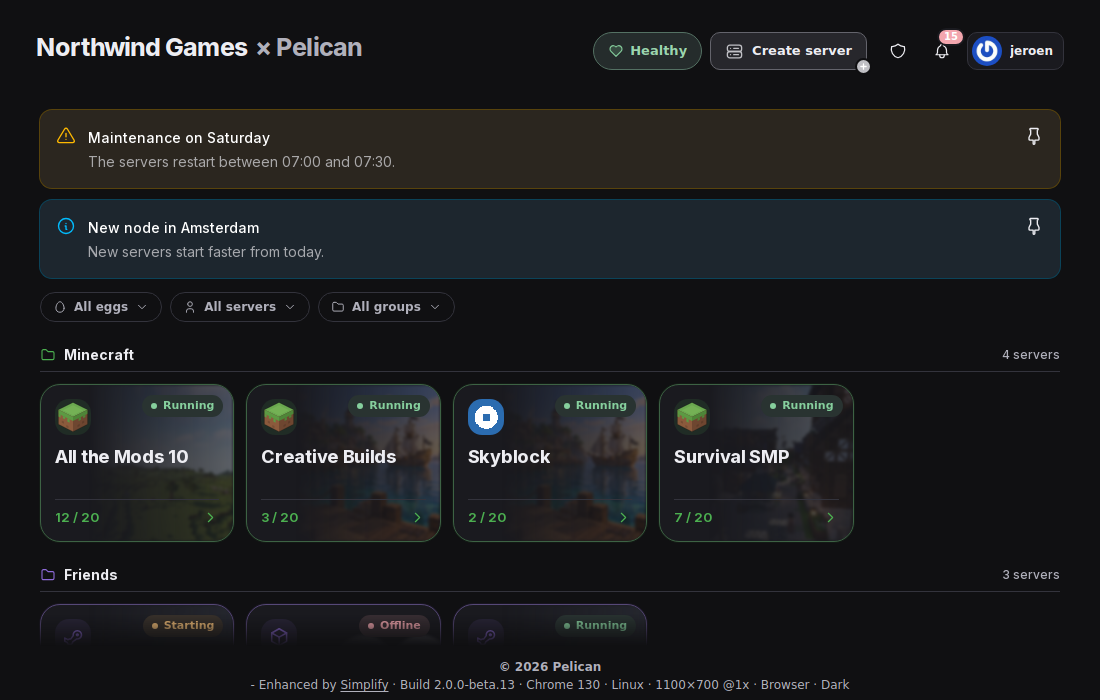 Northwind Games × Pelican
Healthy
Create server
15
jeroen
Maintenance on Saturday
The servers restart between 07:00 and 07:30.
New node in Amsterdam
New servers start faster from today.
All eggs
All servers
All groups
Minecraft
4 servers
Running
All the Mods 10
12 / 20
Running
Creative Builds
3 / 20
Running
Skyblock
2 / 20
Running
Survival SMP
7 / 20
Friends
3 servers
Starting
Offline
Running
© 2026 Pelican
- Enhanced by Simplify · Build 2.0.0-beta.13 · Chrome 130 · Linux · 1100×700 @1x · Browser · Dark